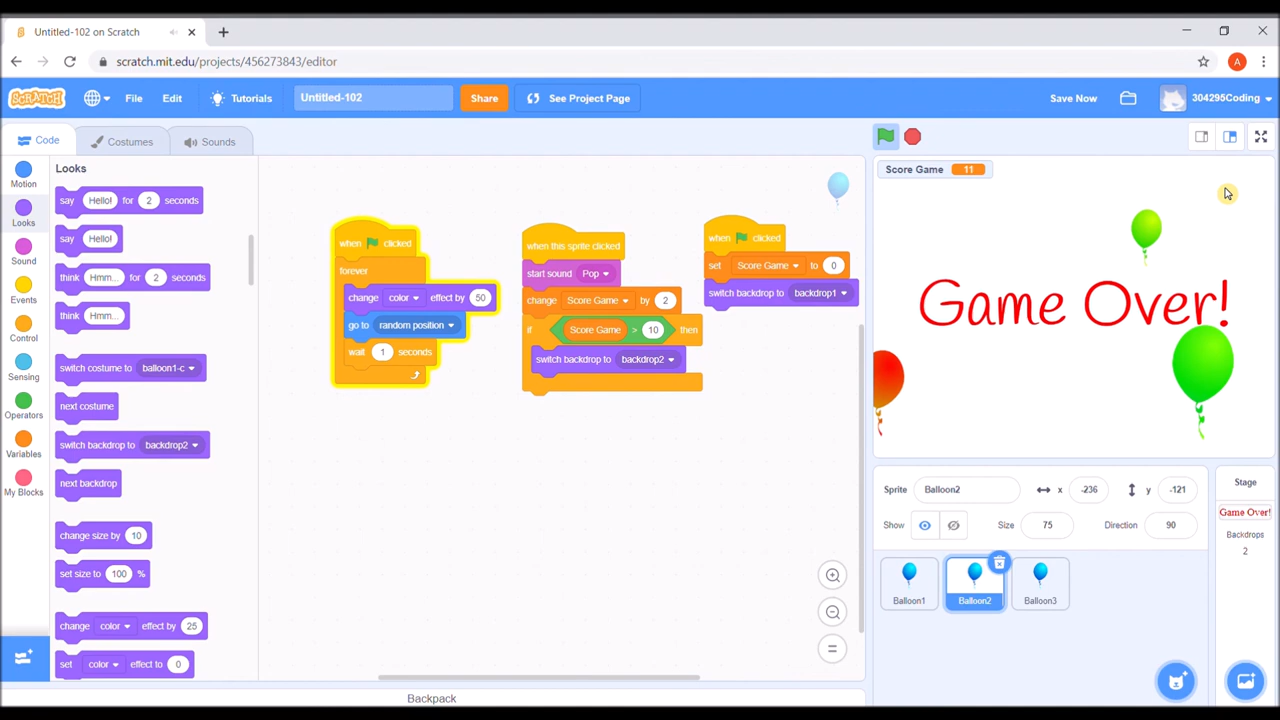 Untitled-102 on Scratch
scratch.mit.edu/projects/456273843/editor
A
SCRATCH
File
Edit
Tutorials
Untitled-102
Share
See Project Page
Save Now
304295Coding
Code
Costumes
Sounds
Motion
Looks
Sound
Events
Control
Sensing
Operators
Variables
My Blocks
Looks
say Hello! for 2 seconds
say Hello!
think Hmm... for 2 seconds
think Hmm...
switch costume to balloon1-c
next costume
switch backdrop to backdrop2
next backdrop
change size by 10
set size to 100 %
change color effect by 25
set color effect to 0
when clicked
forever
change color effect by 50
go to random position
wait 1 seconds
when this sprite clicked
start sound Pop
change Score Game by 2
if Score Game > 10 then
switch backdrop to backdrop2
when clicked
set Score Game to 0
switch backdrop to backdrop1
Backpack
Score Game 11
Game Over!
Sprite Balloon2 x -236 y -121
Show Size 75 Direction 90
Balloon1
Balloon2
Balloon3
Stage
Game Over!
Backdrops
2